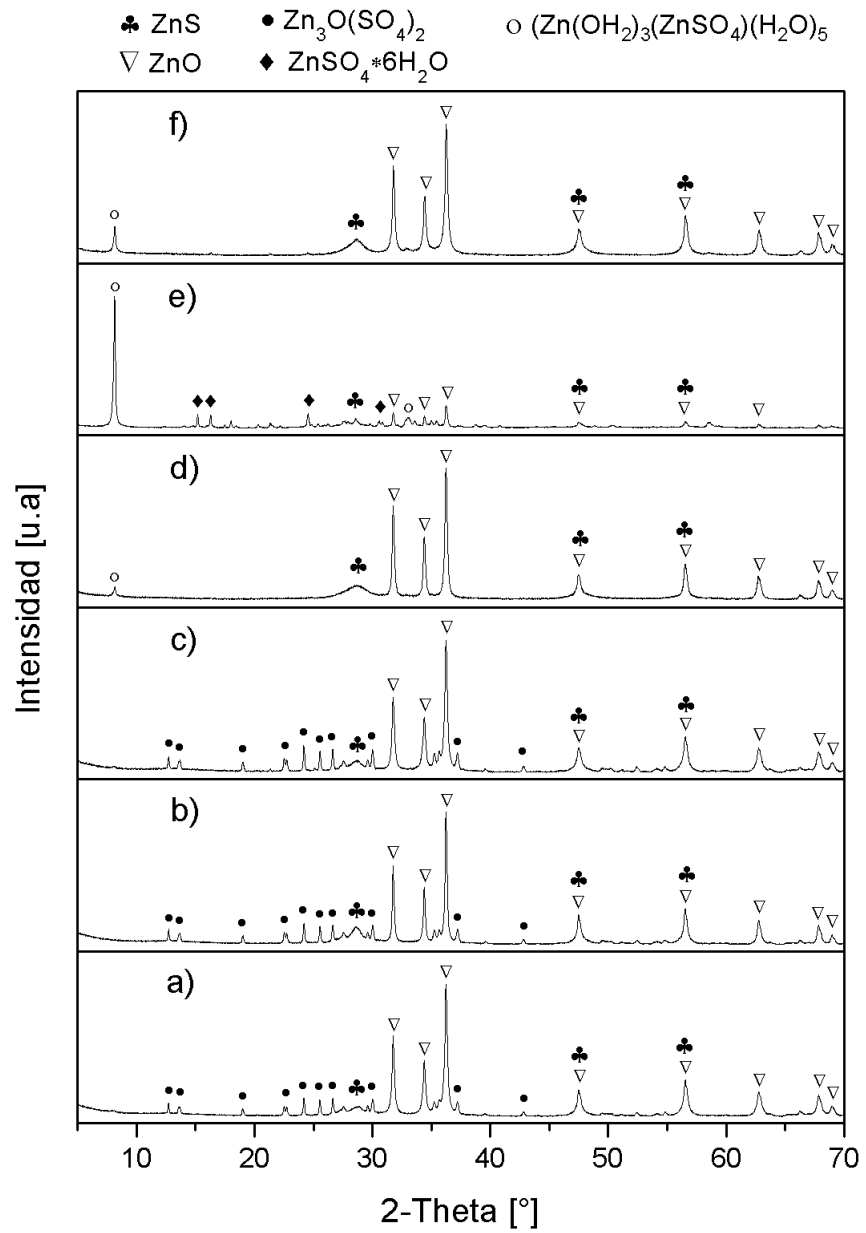 ♣ ZnS ● Zn₃O(SO₄)₂ ○ (Zn(OH₂)₃(ZnSO₄)(H₂O)₅
▽ ZnO ◆ ZnSO₄*6H₂O
f)
e)
d)
c)
b)
a)
Intensidad [u.a]
10 20 30 40 50 60 70
2-Theta [°]